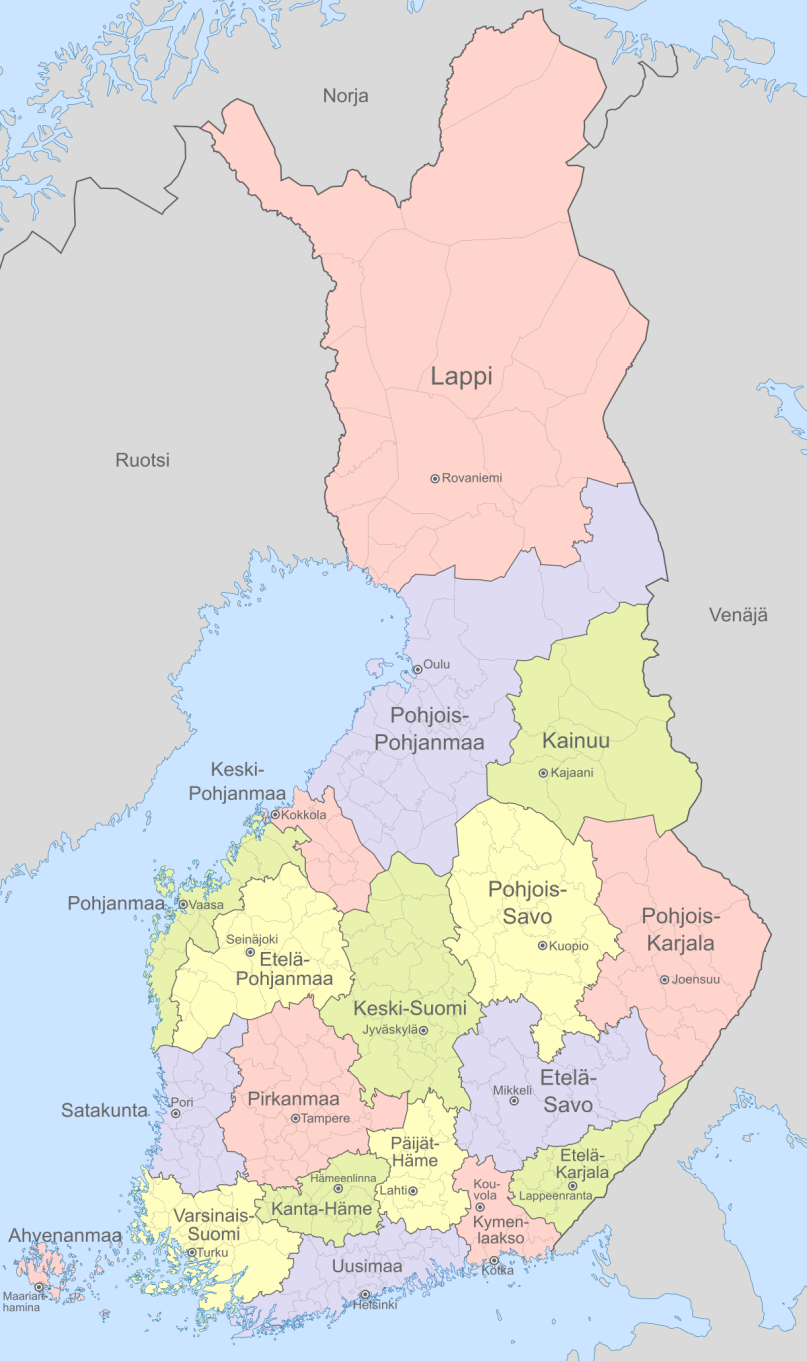 Norja
Lappi
Ruotsi
Rovaniemi
Venäjä
Oulu
Pohjois-
Pohjanmaa
Kainuu
Kajaani
Keski-
Pohjanmaa
Kokkola
Pohjanmaa
Vaasa
Pohjois-
Savo
Kuopio
Pohjois-
Karjala
Joensuu
Seinäjoki
Etelä-
Pohjanmaa
Keski-Suomi
Jyväskylä
Etelä-
Savo
Mikkeli
Satakunta
Pori
Pirkanmaa
Tampere
Päijät-
Häme
Lahti
Etelä-
Karjala
Lappeenranta
Hämeenlinna
Kanta-Häme
Kou-
vola
Kymen-
laakso
Kotka
Varsinais-
Suomi
Turku
Ahvenanmaa
Maarian-
hamina
Uusimaa
Helsinki